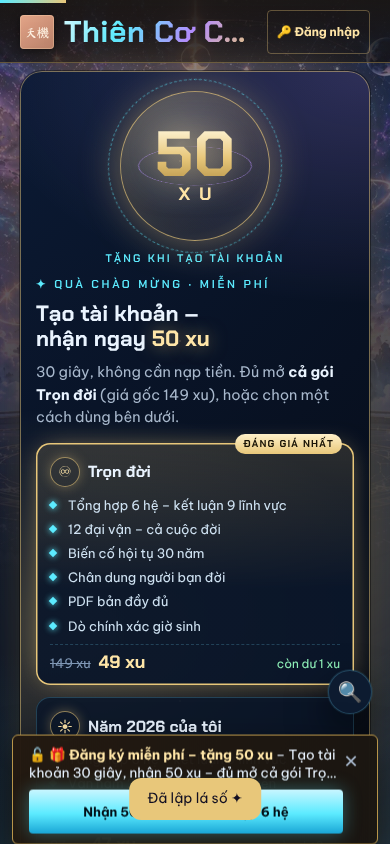 天機
Thiên Cơ C...
🔑 Đăng nhập
50
XU
TẶNG KHI TẠO TÀI KHOẢN
✦ QUÀ CHÀO MỪNG · MIỄN PHÍ
Tạo tài khoản –
nhận ngay 50 xu
30 giây, không cần nạp tiền. Đủ mở cả gói
Trọn đời (giá gốc 149 xu), hoặc chọn một
cách dùng bên dưới.
ĐÁNG GIÁ NHẤT
♾ Trọn đời
◆ Tổng hợp 6 hệ – kết luận 9 lĩnh vực
◆ 12 đại vận – cả cuộc đời
◆ Biến cố hội tụ 30 năm
◆ Chân dung người bạn đời
◆ PDF bản đầy đủ
◆ Dò chính xác giờ sinh
149 xu 49 xu còn dư 1 xu
☀ Năm 2026 của tôi
🔓 🎁 Đăng ký miễn phí – tặng 50 xu – Tạo tài
khoản 30 giây, nhận 50 xu – đủ mở cả gói Trọ...
✕
Nhận 5
6 hệ
Đã lập lá số ✦